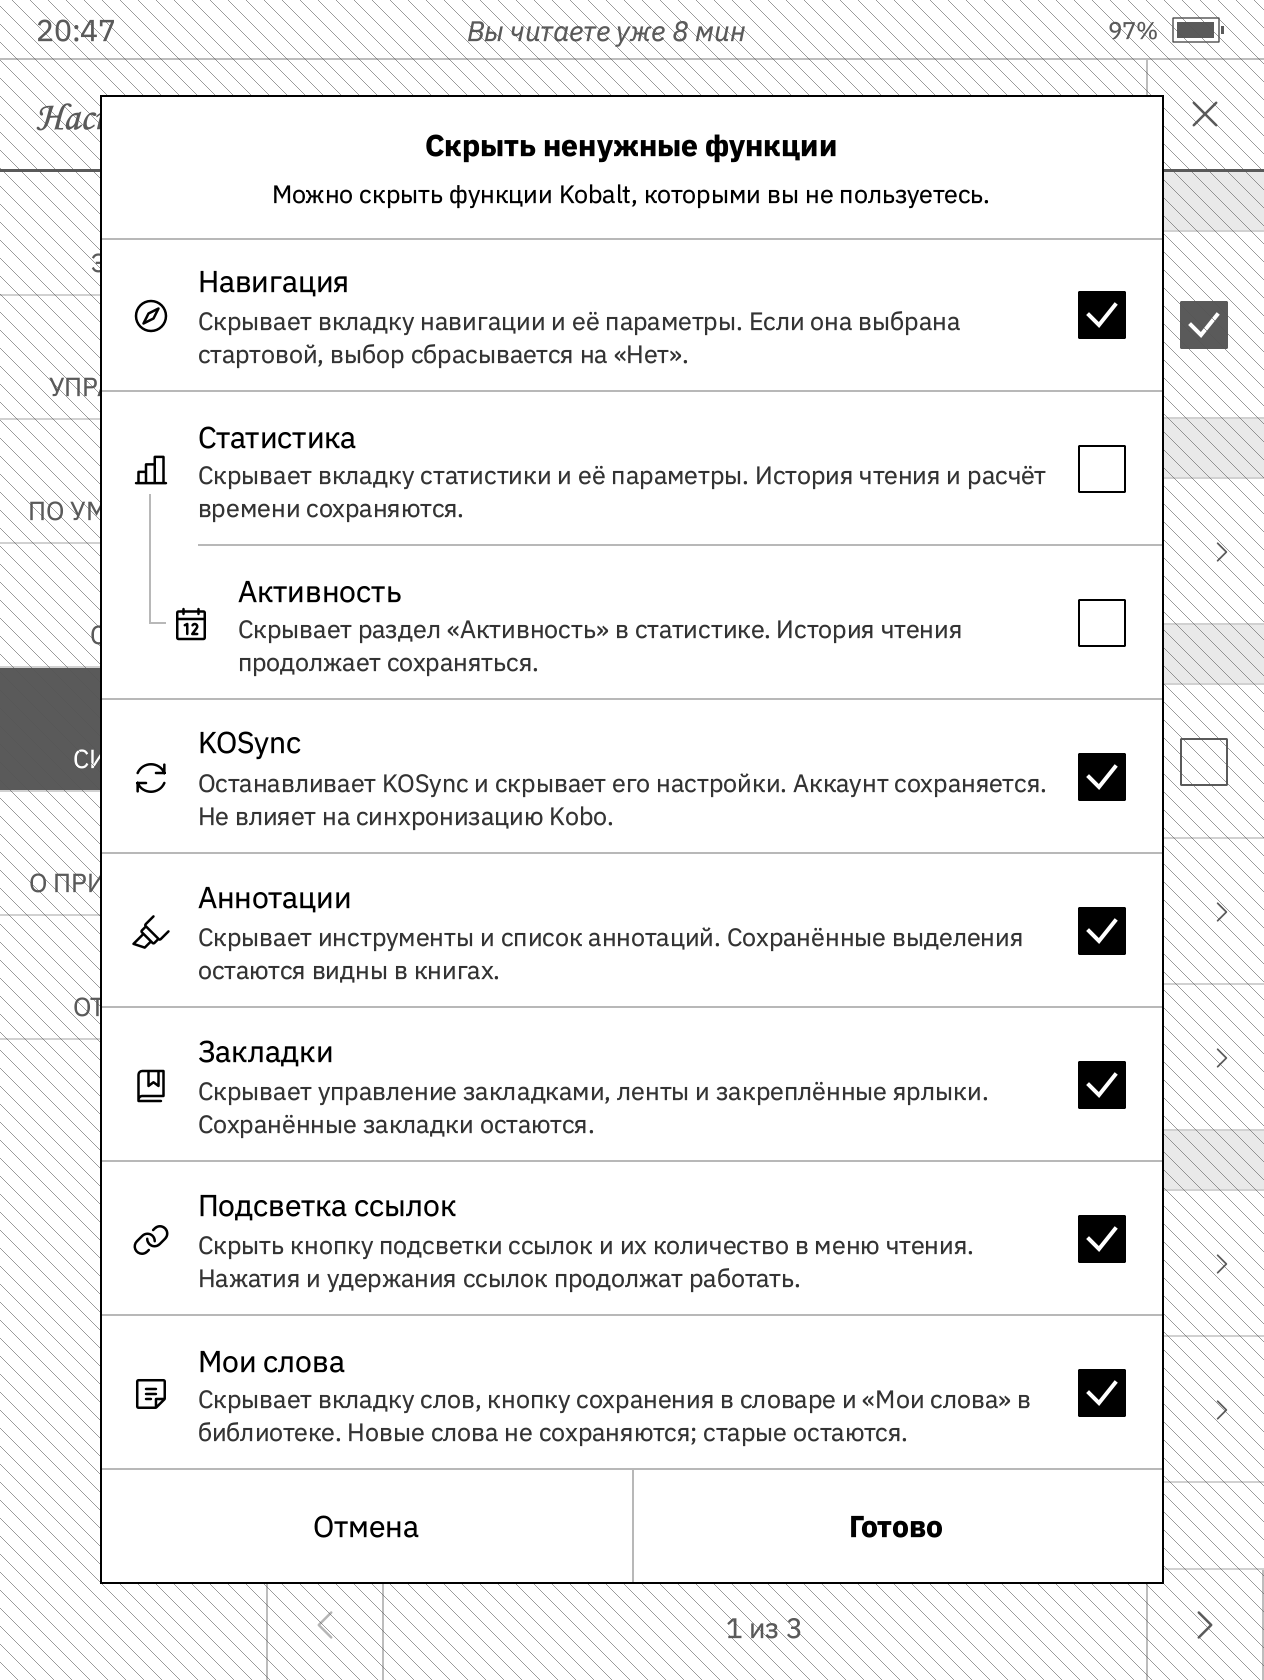 20:47
Вы читаете уже 8 мин
97%
Скрыть ненужные функции
Можно скрыть функции Kobalt, которыми вы не пользуетесь.
Навигация
Скрывает вкладку навигации и её параметры. Если она выбрана
стартовой, выбор сбрасывается на «Нет».
Статистика
Скрывает вкладку статистики и её параметры. История чтения и расчёт
времени сохраняются.
Активность
12
Скрывает раздел «Активность» в статистике. История чтения
продолжает сохраняться.
KOSync
Останавливает KOSync и скрывает его настройки. Аккаунт сохраняется.
Не влияет на синхронизацию Kobo.
Аннотации
Скрывает инструменты и список аннотаций. Сохранённые выделения
остаются видны в книгах.
Закладки
Скрывает управление закладками, ленты и закреплённые ярлыки.
Сохранённые закладки остаются.
Подсветка ссылок
Скрыть кнопку подсветки ссылок и их количество в меню чтения.
Нажатия и удержания ссылок продолжат работать.
Мои слова
Скрывает вкладку слов, кнопку сохранения в словаре и «Мои слова» в
библиотеке. Новые слова не сохраняются; старые остаются.
Отмена
Готово
1 из 3